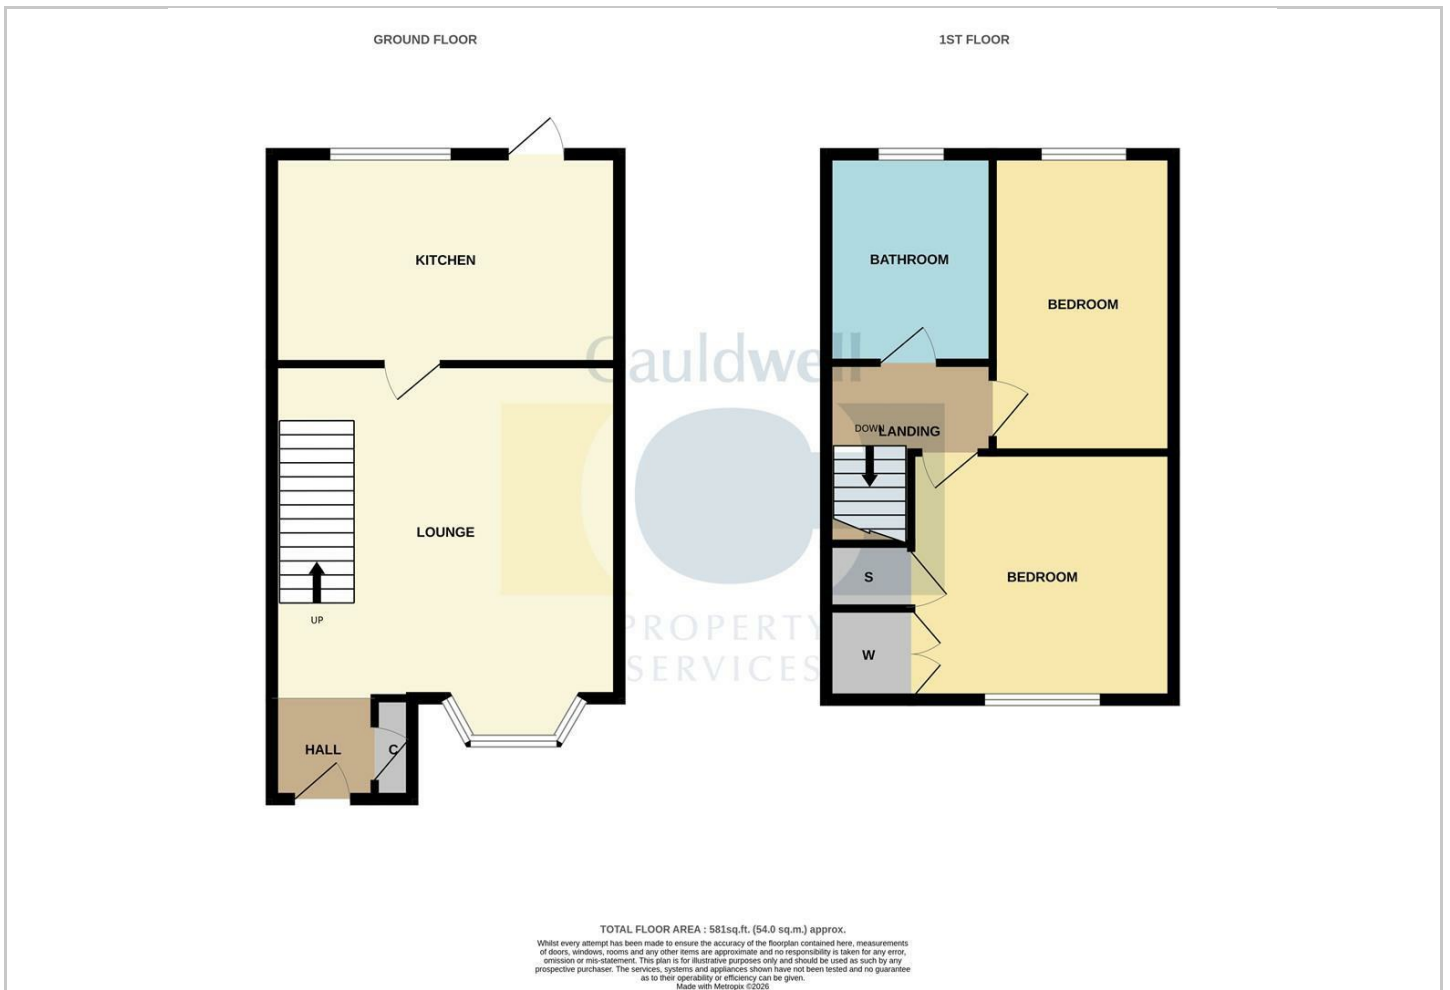 GROUND FLOOR
1ST FLOOR
KITCHEN
LOUNGE
UP
HALL
C
BATHROOM
BEDROOM
DOWN
LANDING
BEDROOM
S
W
Cauldwell
PROPERTY
SERVICES
TOTAL FLOOR AREA : 581sq.ft. (54.0 sq.m.) approx.
Whilst every attempt has been made to ensure the accuracy of the floorplan contained here, measurements
of doors, windows, rooms and any other items are approximate and no responsibility is taken for any error,
omission or mis-statement. This plan is for illustrative purposes only and should be used as such by any
prospective purchaser. The services, systems and appliances shown have not been tested and no guarantee
as to their operability or efficiency can be given.
Made with Metropix ©2026